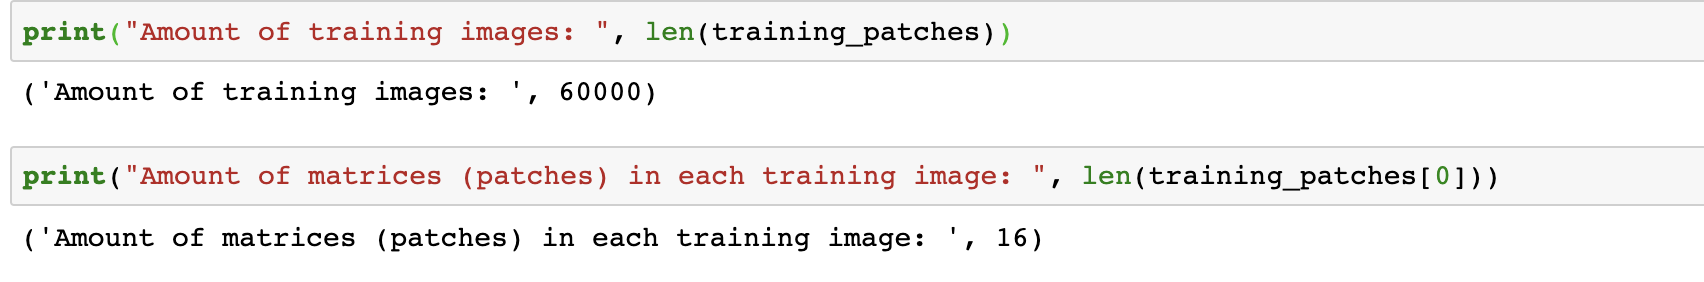 print("Amount of training images: ", len(training_patches))
('Amount of training images: ', 60000)
print("Amount of matrices (patches) in each training image: ", len(training_patches[0]))
('Amount of matrices (patches) in each training image: ', 16)